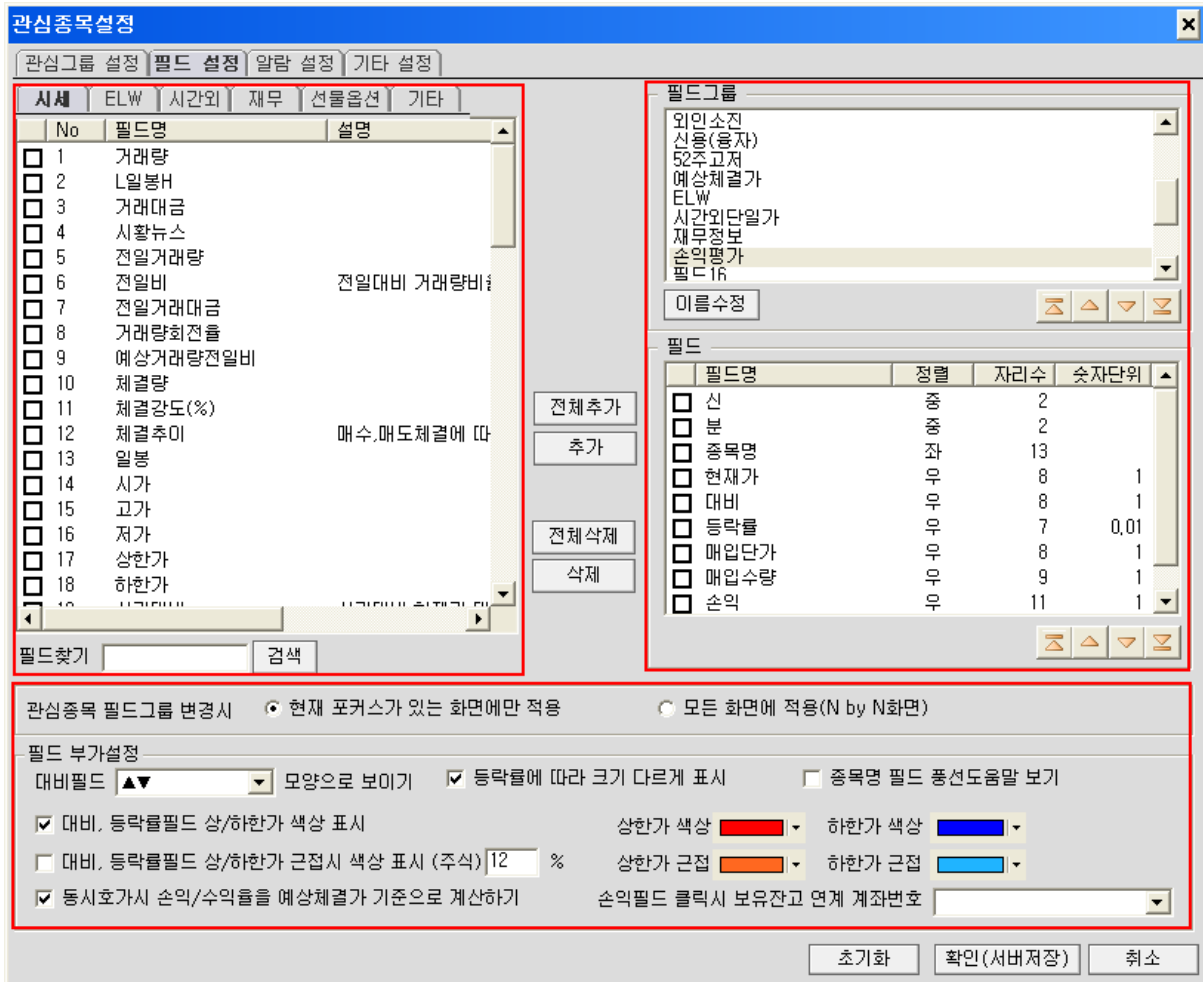 관심종목설정
관심그룹 설정 필드 설정 알람 설정 기타 설정
시세 ELW 시간외 재무 선물옵션 기타
No 필드명 설명
1 거래량
2 L일봉H
3 거래대금
4 시황뉴스
5 전일거래량
6 전일비 전일대비 거래량비율
7 전일거래대금
8 거래량회전율
9 예상거래량전일비
10 체결량
11 체결강도(%)
12 체결추이 매수,매도체결에 따
13 일봉
14 시가
15 고가
16 저가
17 상한가
18 하한가
필드찾기 검색
전체추가
추가
전체삭제
삭제
필드그룹
외인소진
신용(융자)
52주고저
예상체결가
ELW
시간외단일가
재무정보
손익평가
필드16
이름수정
필드
필드명 정렬 자리수 숫자단위
신 중 2
분 중 2
종목명 좌 13
현재가 우 8 1
대비 우 8 1
등락률 우 7 0.01
매입단가 우 8 1
매입수량 우 9 1
손익 우 11 1
관심종목 필드그룹 변경시 현재 포커스가 있는 화면에만 적용 모든 화면에 적용(N by N화면)
필드 부가설정
대비필드 ▲▼ 모양으로 보이기 등락률에 따라 크기 다르게 표시 종목명 필드 풍선도움말 보기
대비, 등락률필드 상/하한가 색상 표시 상한가 색상 하한가 색상
대비, 등락률필드 상/하한가 근접시 색상 표시 (주식) 12 % 상한가 근접 하한가 근접
동시호가시 손익/수익율을 예상체결가 기준으로 계산하기 손익필드 클릭시 보유잔고 연계 계좌번호
초기화 확인(서버저장) 취소